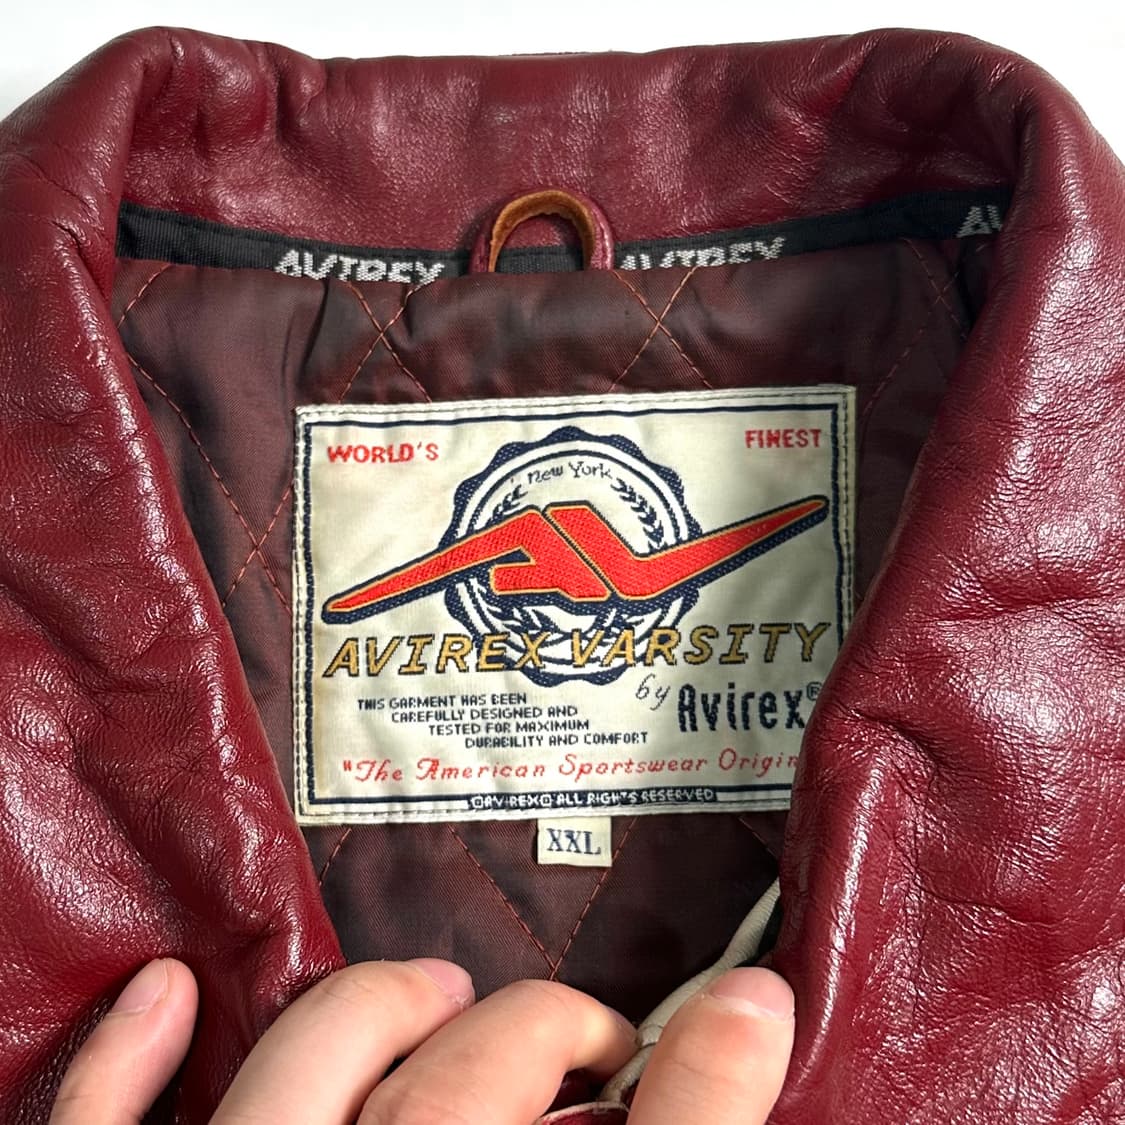 AVIREX AVIREX AV
WORLD'S FINEST
New York
AVIREX VARSITY
by Avirex®
THIS GARMENT HAS BEEN
CAREFULLY DESIGNED AND
TESTED FOR MAXIMUM
DURABILITY AND COMFORT
"The American Sportswear Origin
©AVIREX© ALL RIGHTS RESERVED
XXL